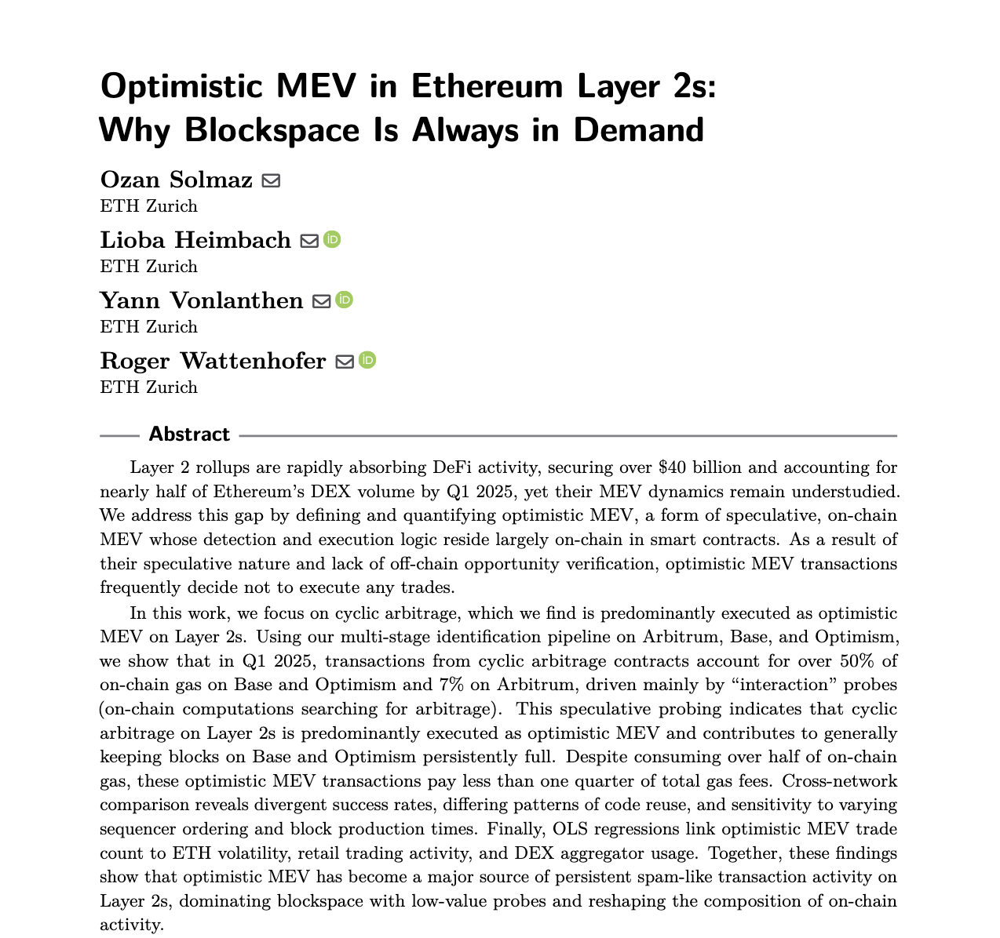 Optimistic MEV in Ethereum Layer 2s:
Why Blockspace Is Always in Demand
Ozan Solmaz
ETH Zurich
Lioba Heimbach iD
ETH Zurich
Yann Vonlanthen iD
ETH Zurich
Roger Wattenhofer iD
ETH Zurich
Abstract
Layer 2 rollups are rapidly absorbing DeFi activity, securing over $40 billion and accounting for
nearly half of Ethereum's DEX volume by Q1 2025, yet their MEV dynamics remain understudied.
We address this gap by defining and quantifying optimistic MEV, a form of speculative, on-chain
MEV whose detection and execution logic reside largely on-chain in smart contracts. As a result of
their speculative nature and lack of off-chain opportunity verification, optimistic MEV transactions
frequently decide not to execute any trades.
In this work, we focus on cyclic arbitrage, which we find is predominantly executed as optimistic
MEV on Layer 2s. Using our multi-stage identification pipeline on Arbitrum, Base, and Optimism,
we show that in Q1 2025, transactions from cyclic arbitrage contracts account for over 50% of
on-chain gas on Base and Optimism and 7% on Arbitrum, driven mainly by “interaction” probes
(on-chain computations searching for arbitrage). This speculative probing indicates that cyclic
arbitrage on Layer 2s is predominantly executed as optimistic MEV and contributes to generally
keeping blocks on Base and Optimism persistently full. Despite consuming over half of on-chain
gas, these optimistic MEV transactions pay less than one quarter of total gas fees. Cross-network
comparison reveals divergent success rates, differing patterns of code reuse, and sensitivity to varying
sequencer ordering and block production times. Finally, OLS regressions link optimistic MEV trade
count to ETH volatility, retail trading activity, and DEX aggregator usage. Together, these findings
show that optimistic MEV has become a major source of persistent spam-like transaction activity on
Layer 2s, dominating blockspace with low-value probes and reshaping the composition of on-chain
activity.